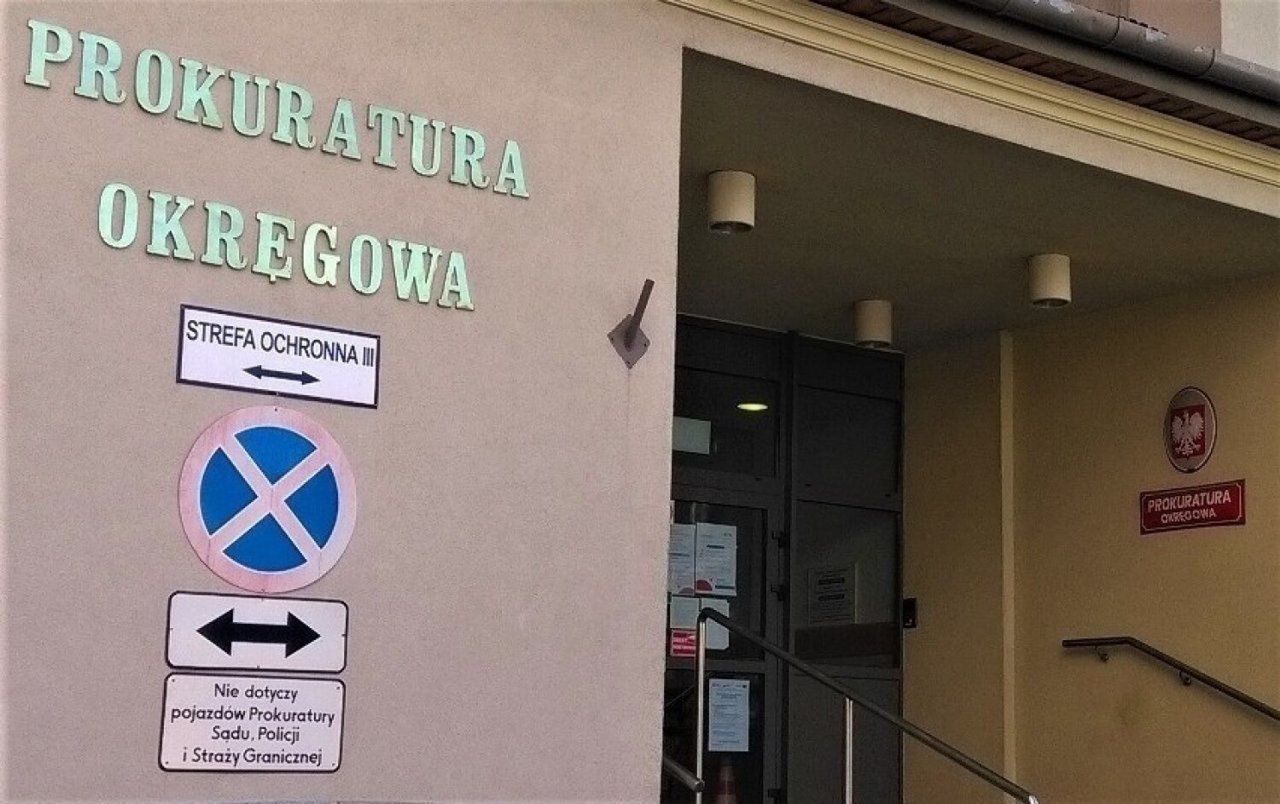 PROKURATURA
OKRĘGOWA
STREFA OCHRONNA III
Nie dotyczy
pojazdów Prokuratury
Sądu, Policji
i Straży Granicznej
PROKURATURA
OKRĘGOWA